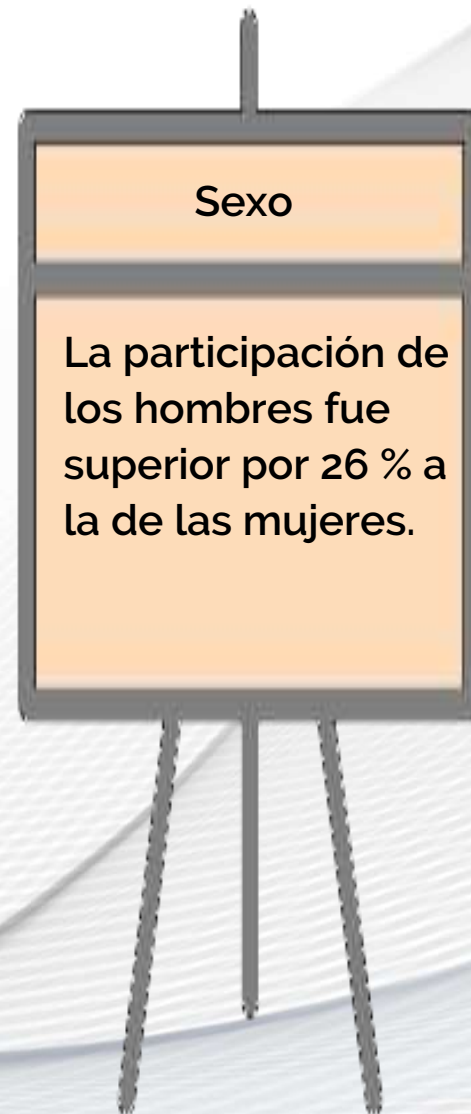 Sexo
La participación de
los hombres fue
superior por 26 % a
la de las mujeres.